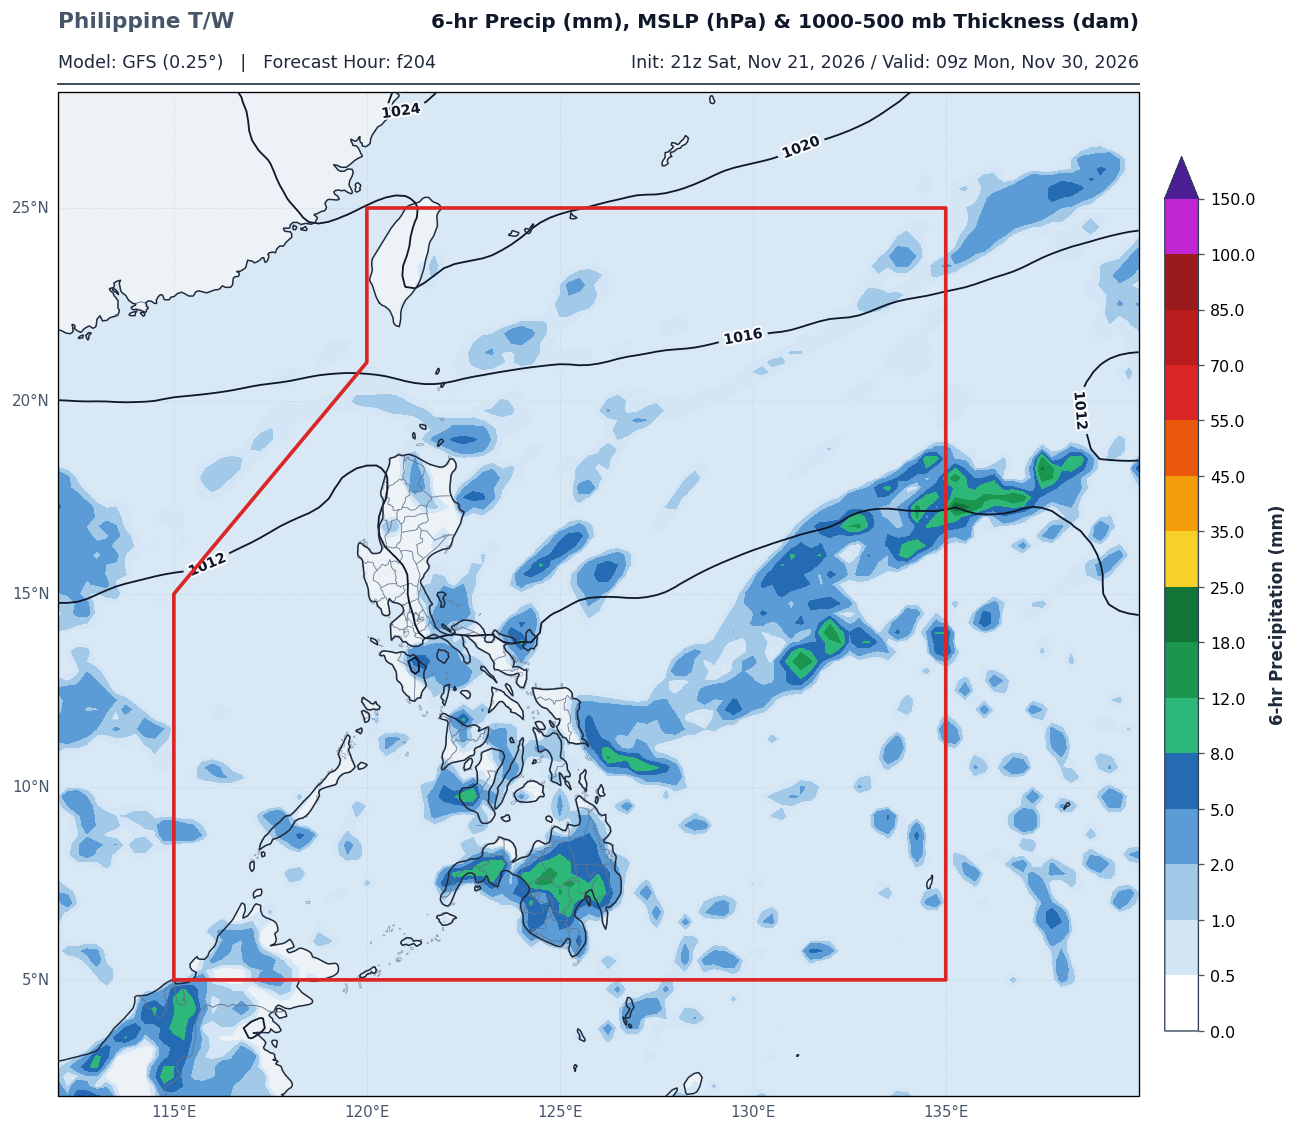 Philippine T/W
6-hr Precip (mm), MSLP (hPa) & 1000-500 mb Thickness (dam)
Model: GFS (0.25°) | Forecast Hour: f204
Init: 21z Sat, Nov 21, 2026 / Valid: 09z Mon, Nov 30, 2026
1024
1020
1016
1012
1012
25°N
20°N
15°N
10°N
5°N
115°E
120°E
125°E
130°E
135°E
150.0
100.0
85.0
70.0
55.0
45.0
35.0
25.0
18.0
12.0
8.0
5.0
2.0
1.0
0.5
0.0
6-hr Precipitation (mm)